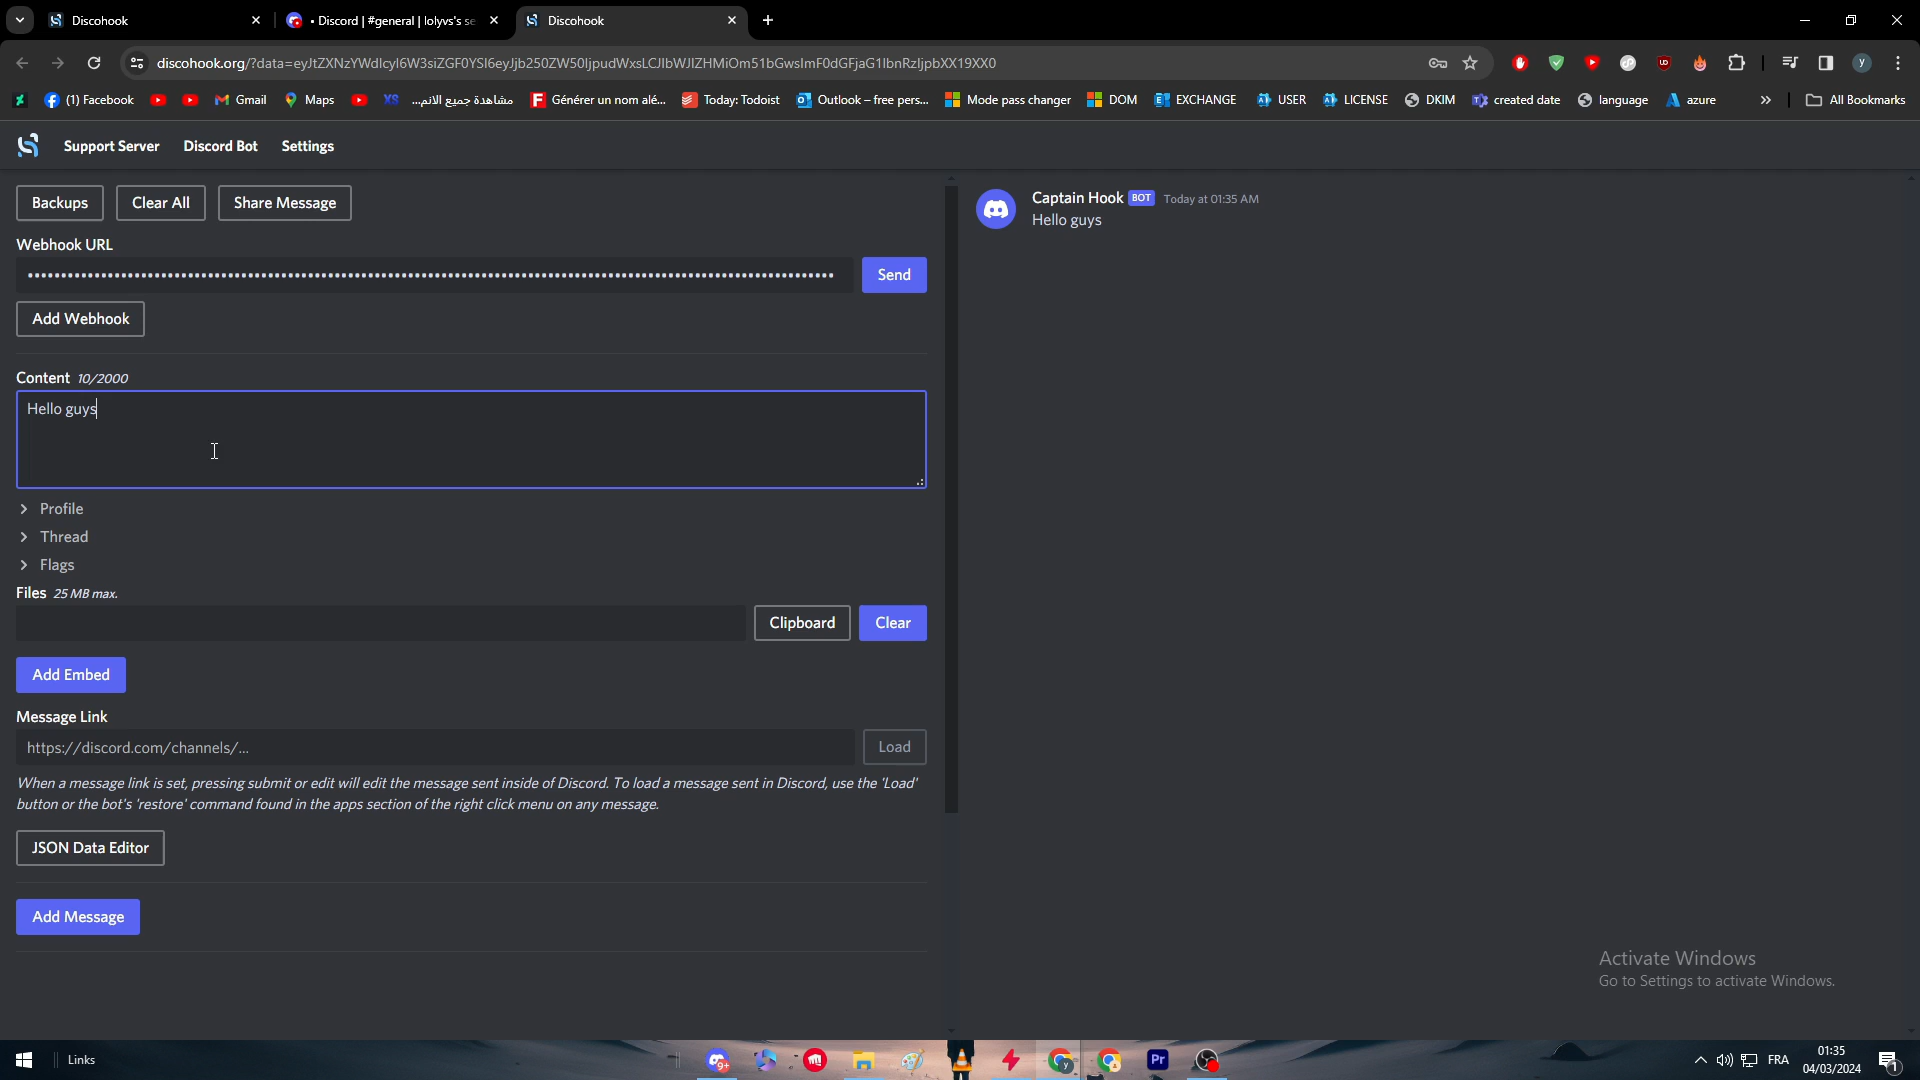 Discohook
• Discord | #general | lolyvs's se
Discohook
discohook.org/?data=eyJtZXNzYWdlcyI6W3siZGF0YSI6eyJjb250ZW50IjpudWxsLCJlbWJlZHMiOm51bGwsImF0dGFjaG1lbnRzIjpbXX19XX0
(1) Facebook
Gmail
Maps
XS
مشاهدة جميع الانم...
Générer un nom alé...
Today: Todoist
Outlook – free pers...
Mode pass changer
DOM
EXCHANGE
USER
LICENSE
DKIM
created date
language
azure
All Bookmarks
Support Server
Discord Bot
Settings
Backups
Clear All
Share Message
Webhook URL
Send
Add Webhook
Content 10/2000
Hello guys
Profile
Thread
Flags
Files 25 MB max.
Clipboard
Clear
Add Embed
Message Link
https://discord.com/channels/...
Load
When a message link is set, pressing submit or edit will edit the message sent inside of Discord. To load a message sent in Discord, use the 'Load'
button or the bot's 'restore' command found in the apps section of the right click menu on any message.
JSON Data Editor
Add Message
Captain Hook BOT Today at 01:35 AM
Hello guys
Activate Windows
Go to Settings to activate Windows.
Links
Pr
FRA
01:35
04/03/2024